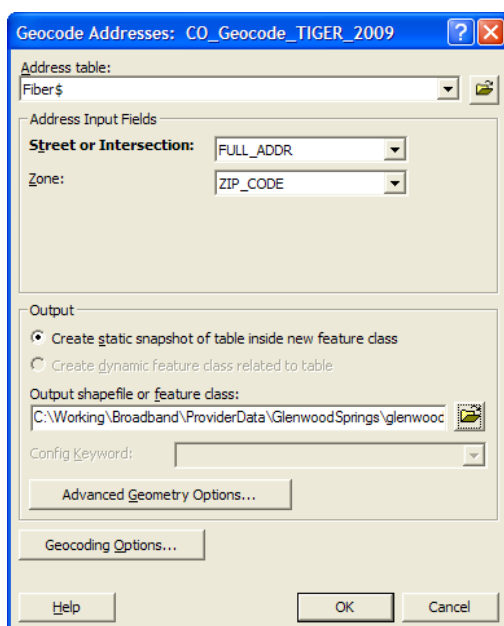 Geocode Addresses: CO_Geocode_TIGER_2009
Address table:
Fiber$
Address Input Fields
Street or Intersection: FULL_ADDR
Zone: ZIP_CODE
Output
Create static snapshot of table inside new feature class
Create dynamic feature class related to table
Output shapefile or feature class:
C:\Working\Broadband\ProviderData\GlenwoodSprings\glenwood
Config Keyword:
Advanced Geometry Options...
Geocoding Options...
Help OK Cancel